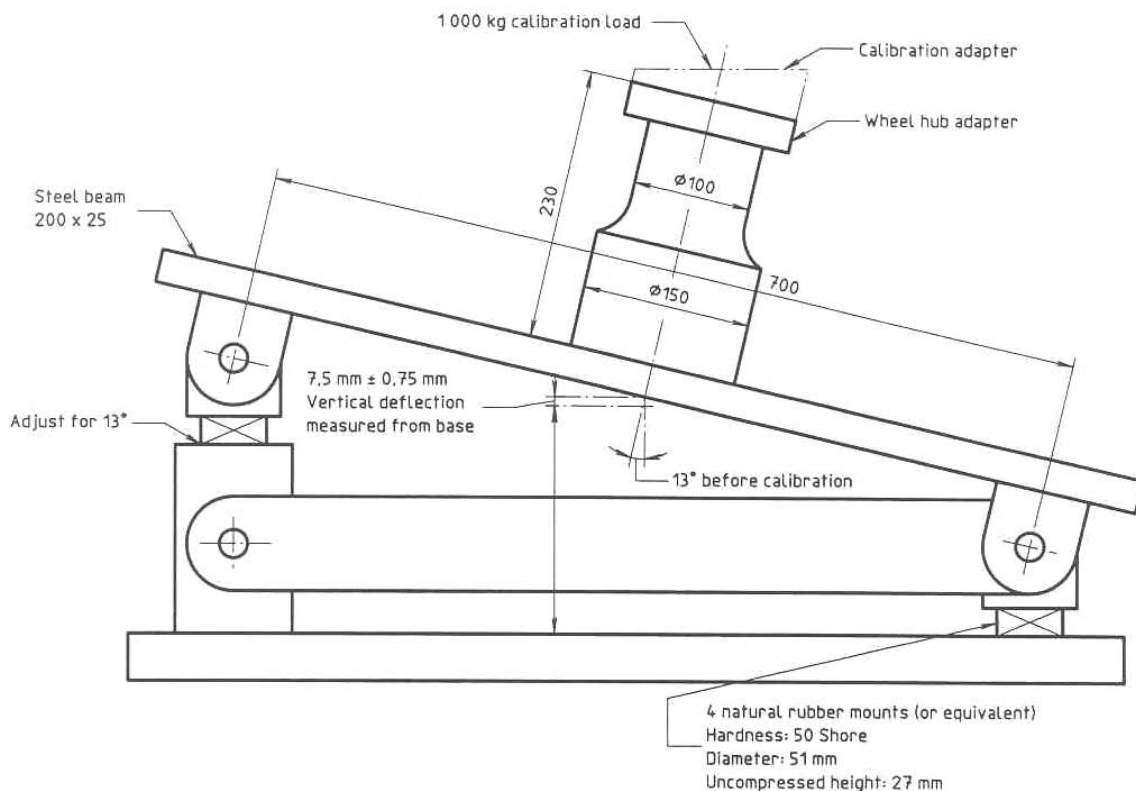 1 000 kg calibration load
Calibration adapter
Wheel hub adapter
Steel beam
200 x 25
230
ø100
700
ø150
7,5 mm ± 0,75 mm
Vertical deflection
measured from base
Adjust for 13°
13° before calibration
4 natural rubber mounts (or equivalent)
Hardness: 50 Shore
Diameter: 51 mm
Uncompressed height: 27 mm